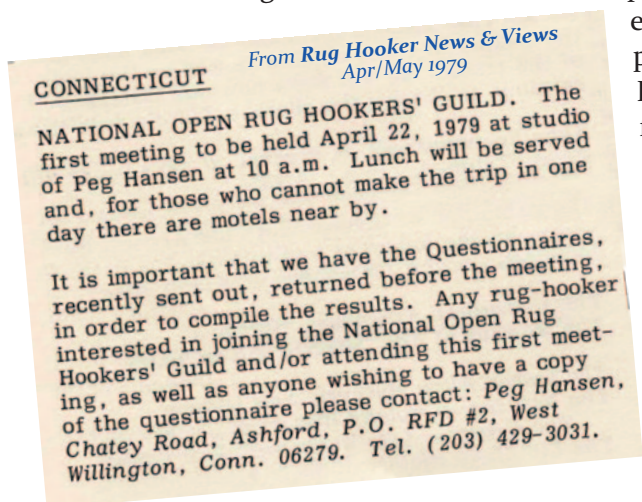 From Rug Hooker News & Views
Apr/May 1979
CONNECTICUT
NATIONAL OPEN RUG HOOKERS' GUILD. The
first meeting to be held April 22, 1979 at studio
of Peg Hansen at 10 a.m. Lunch will be served
and, for those who cannot make the trip in one
day there are motels near by.
It is important that we have the Questionnaires,
recently sent out, returned before the meeting,
in order to compile the results. Any rug-hooker
interested in joining the National Open Rug
Hookers' Guild and/or attending this first meet-
ing, as well as anyone wishing to have a copy
of the questionnaire please contact: Peg Hansen,
Chatey Road, Ashford, P.O. RFD #2, West
Willington, Conn. 06279. Tel. (203) 429-3031.